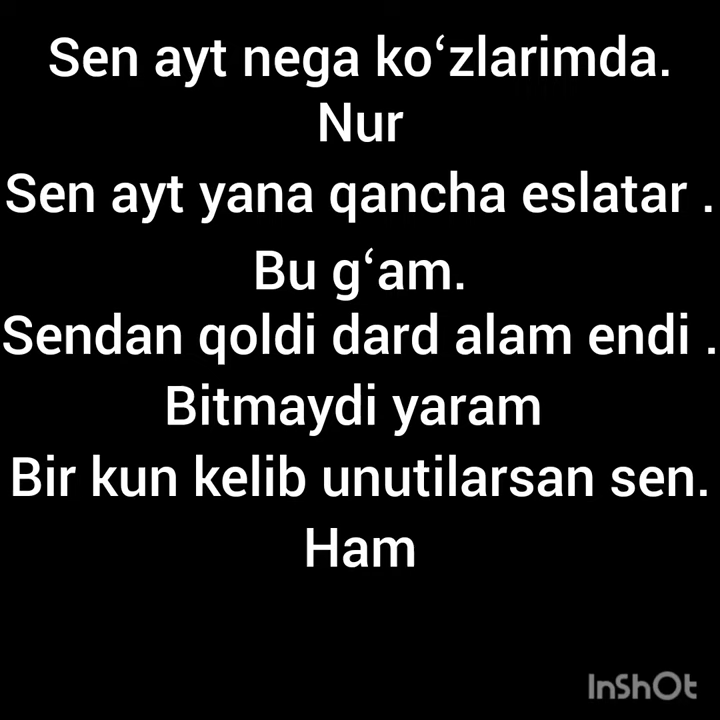 Sen ayt nega ko‘zlarimda.
Nur
Sen ayt yana qancha eslatar .
Bu g‘am.
Sendan qoldi dard alam endi .
Bitmaydi yaram
Bir kun kelib unutilarsan sen.
Ham
InShOt